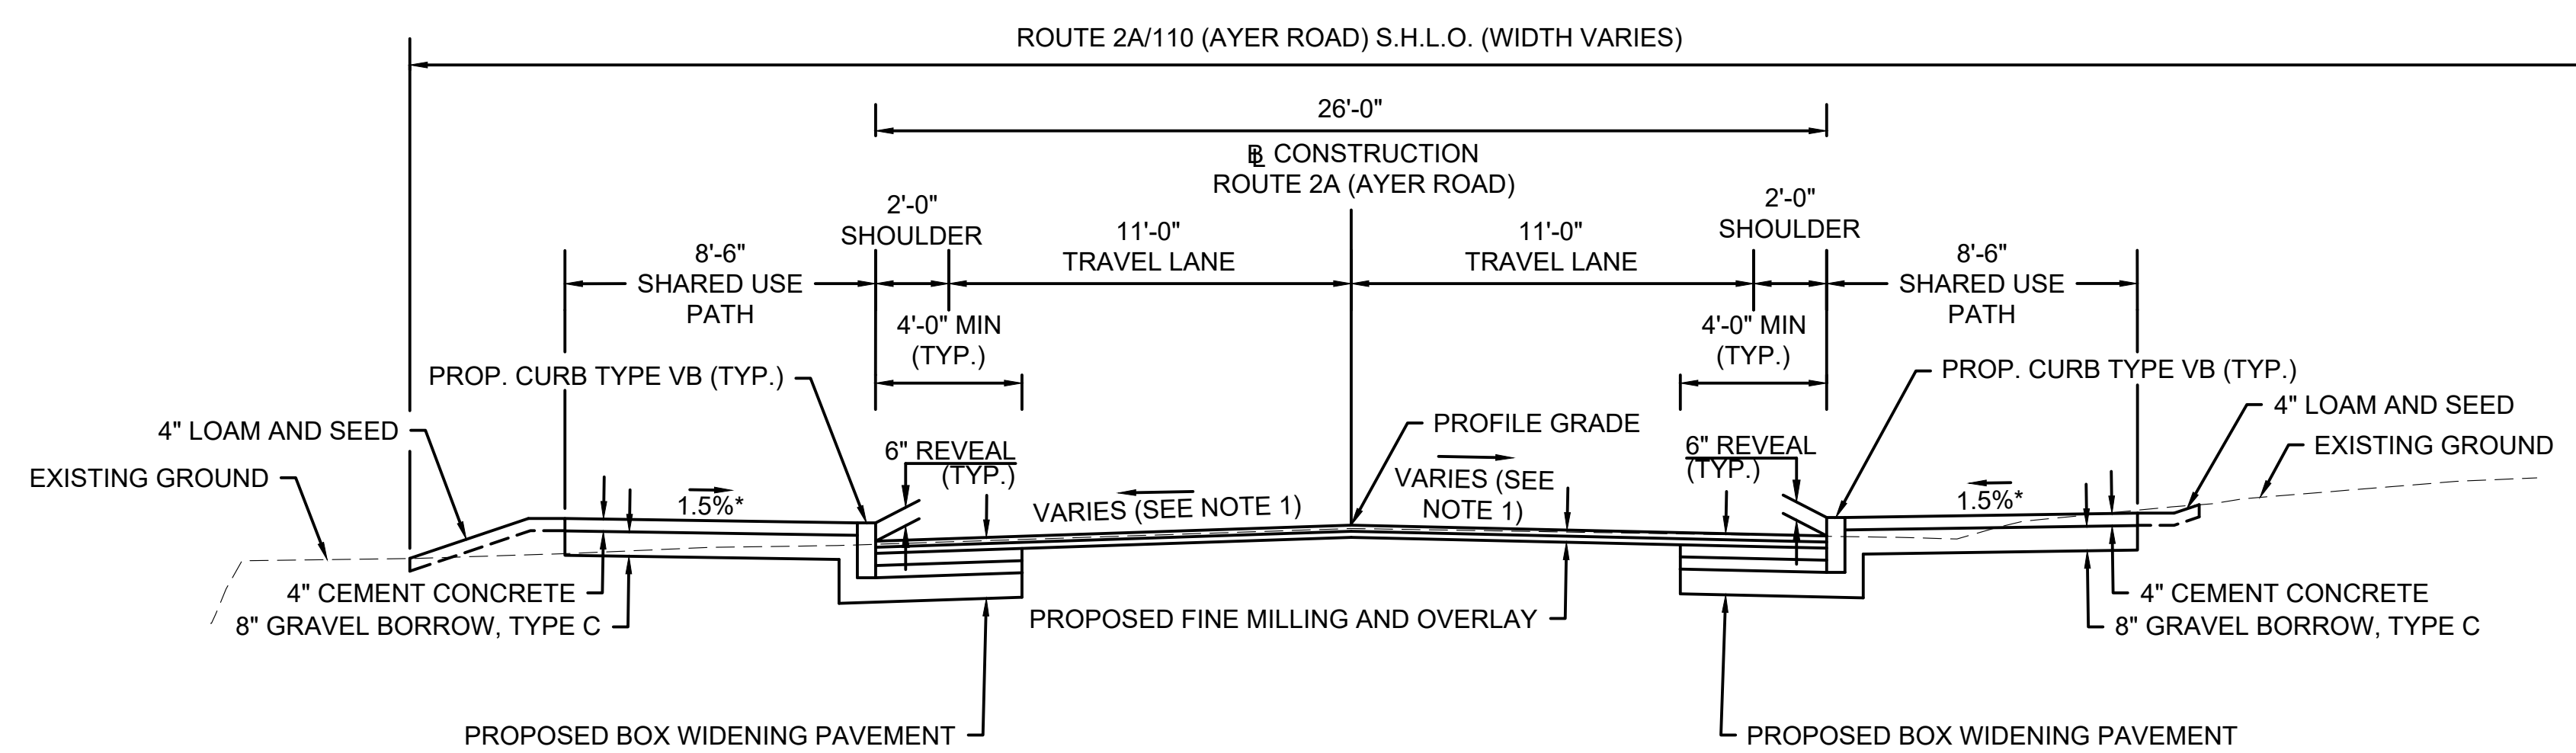 ROUTE 2A/110 (AYER ROAD) S.H.L.O. (WIDTH VARIES)
26'-0"
℄ CONSTRUCTION
ROUTE 2A (AYER ROAD)
8'-6"
SHARED USE
PATH
2'-0"
SHOULDER
11'-0"
TRAVEL LANE
11'-0"
TRAVEL LANE
2'-0"
SHOULDER
8'-6"
SHARED USE
PATH
4'-0" MIN
(TYP.)
4'-0" MIN
(TYP.)
PROP. CURB TYPE VB (TYP.)
PROP. CURB TYPE VB (TYP.)
4" LOAM AND SEED
EXISTING GROUND
6" REVEAL
(TYP.)
PROFILE GRADE
6" REVEAL
(TYP.)
4" LOAM AND SEED
EXISTING GROUND
1.5%*
VARIES (SEE NOTE 1)
VARIES (SEE
NOTE 1)
1.5%*
4" CEMENT CONCRETE
8" GRAVEL BORROW, TYPE C
PROPOSED FINE MILLING AND OVERLAY
4" CEMENT CONCRETE
8" GRAVEL BORROW, TYPE C
PROPOSED BOX WIDENING PAVEMENT
PROPOSED BOX WIDENING PAVEMENT